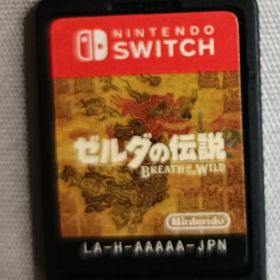 NINTENDO
SWITCH
ゼルダの伝説
BREATH OF THE WILD
Nintendo
LA-H-AAAAA-JPN